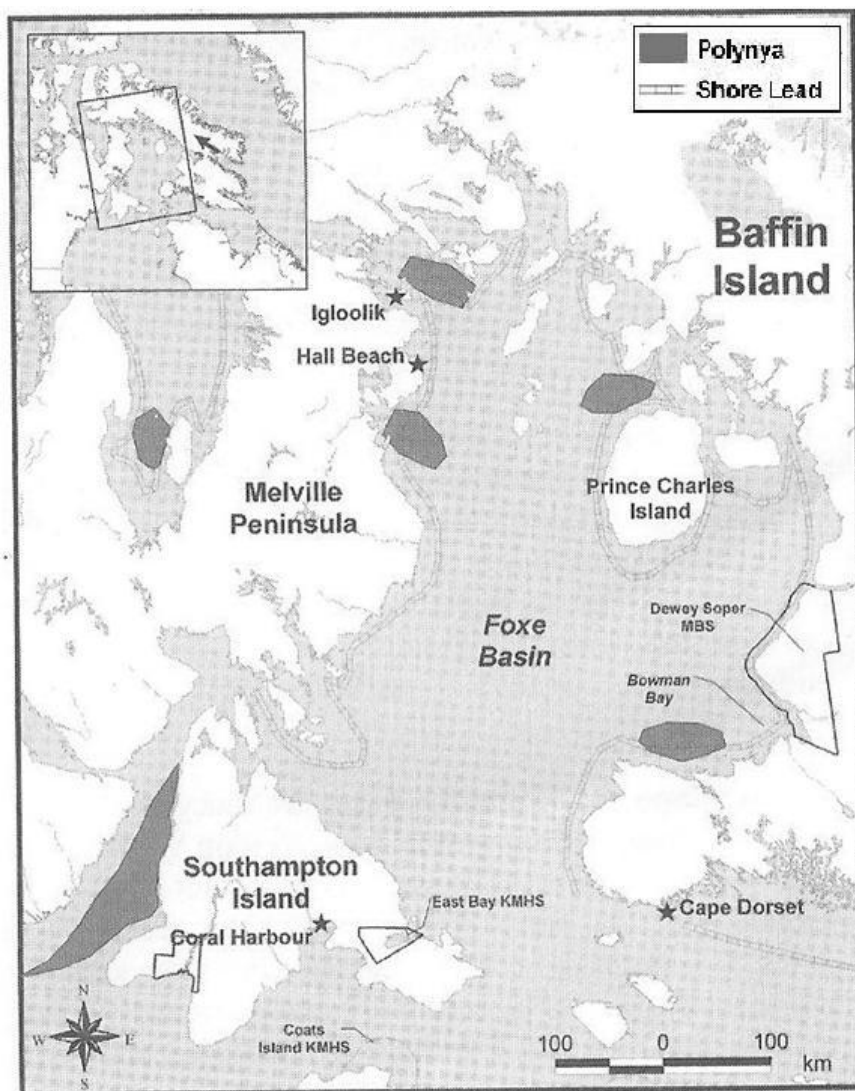 Polynya
Shore Lead
Baffin
Island
Igloolik
Hall Beach
Melville
Peninsula
Prince Charles
Island
Dewey Soper
MBS
Foxe
Basin
Bowman
Bay
Southampton
Island
East Bay KMHS
Cape Dorset
Coral Harbour
Coats
Island KMHS
N
W
E
S
100
0
100
km